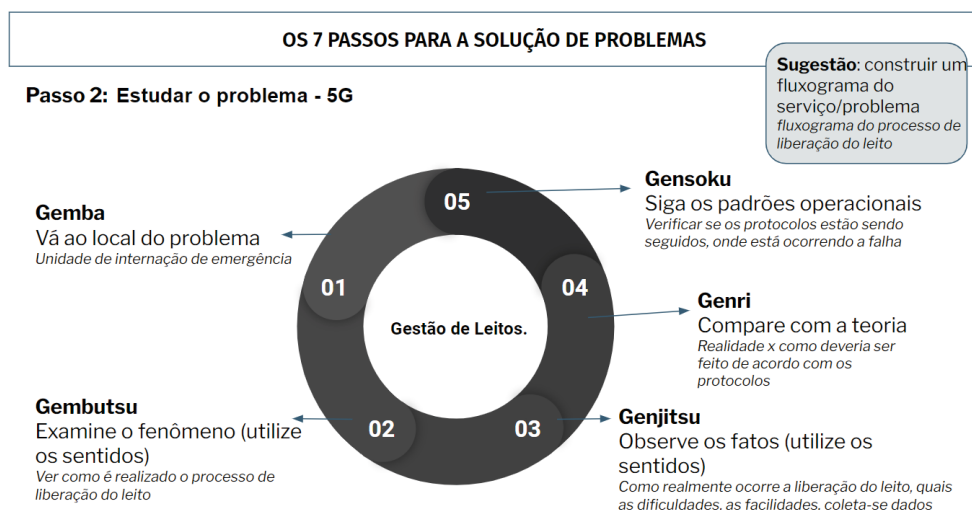 OS 7 PASSOS PARA A SOLUÇÃO DE PROBLEMAS
Sugestão: construir um
fluxograma do
serviço/problema
fluxograma do processo de
liberação do leito
Passo 2: Estudar o problema - 5G
Gemba
Vá ao local do problema
Unidade de internação de emergência
01
Gembutsu
Examine o fenômeno (utilize
os sentidos)
Ver como é realizado o processo de
liberação do leito
02
Genjitsu
Observe os fatos (utilize os
sentidos)
Como realmente ocorre a liberação do leito, quais
as dificuldades, as facilidades, coleta-se dados
03
Genri
Compare com a teoria
Realidade x como deveria ser
feito de acordo com os
protocolos
04
Gensoku
Siga os padrões operacionais
Verificar se os protocolos estão sendo
seguidos, onde está ocorrendo a falha
05
Gestão de Leitos.